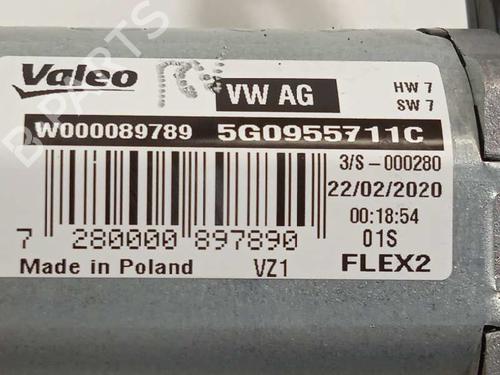 Valeo
VW AG
HW 7
SW 7
W000089789 5G0955711C
3/S-000280
22/02/2020
00:18:54
7 280000 897890
01S
Made in Poland VZ1 FLEX2
B PARTS